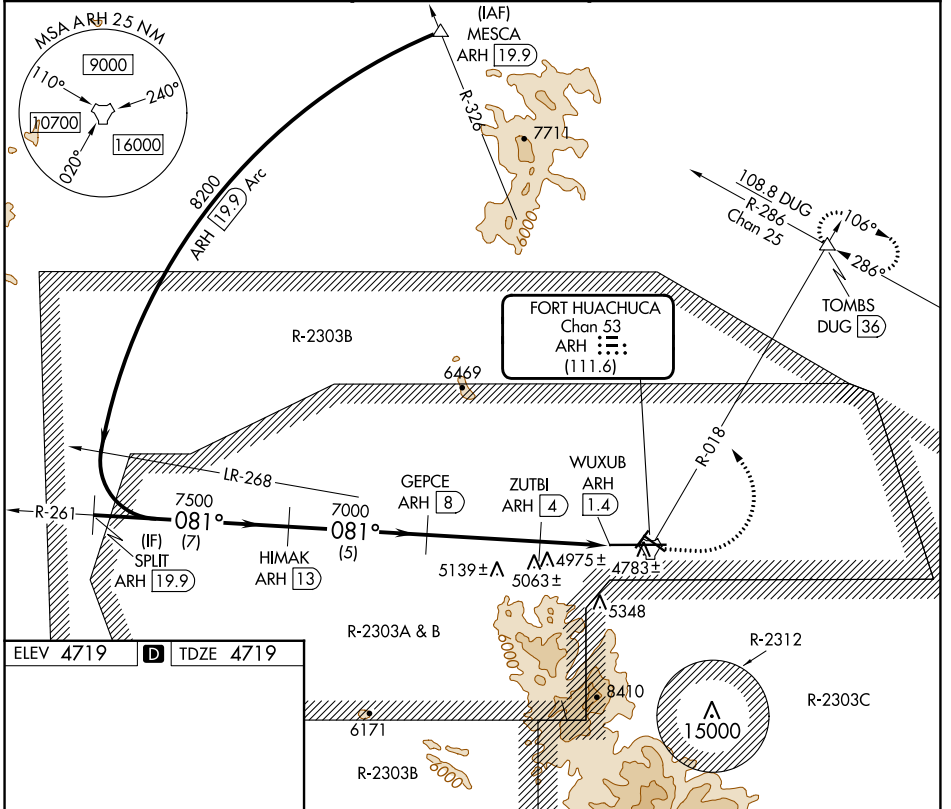 MSA ARH 25 NM
9000
110°
240°
10700
16000
020°
(IAF)
MESCA
ARH 19.9
R-326
7711
6000
8200
ARH 19.9 Arc
108.8 DUG
R-286
Chan 25
106°
286°
TOMBS
DUG 36
FORT HUACHUCA
Chan 53
ARH
(111.6)
R-2303B
6469
R-018
LR-268
R-261
7500
081°
(7)
(IF)
SPLIT
ARH 19.9
7000
081°
(5)
HIMAK
ARH 13
GEPCE
ARH 8
ZUTBI
ARH 4
WUXUB
ARH
1.4
5139±
5063±
4975±
4783±
5348
R-2303A & B
6000
8410
R-2312
15000
R-2303C
ELEV 4719
D
TDZE 4719
6171
R-2303B
6000